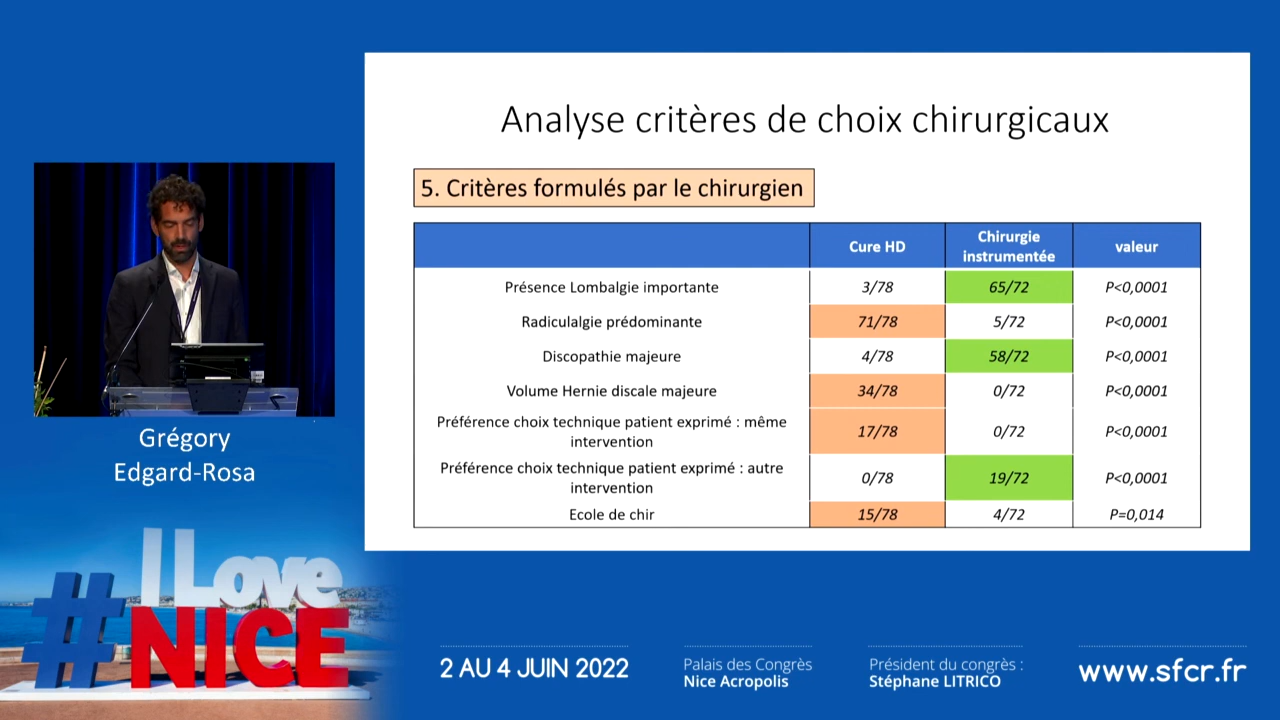 Analyse critères de choix chirurgicaux
5. Critères formulés par le chirurgien
Cure HD
Chirurgie
instrumentée
valeur
Présence Lombalgie importante 3/78 65/72 P<0,0001
Radiculalgie prédominante 71/78 5/72 P<0,0001
Discopathie majeure 4/78 58/72 P<0,0001
Volume Hernie discale majeure 34/78 0/72 P<0,0001
Préférence choix technique patient exprimé : même
intervention 17/78 0/72 P<0,0001
Préférence choix technique patient exprimé : autre
intervention 0/78 19/72 P<0,0001
Ecole de chir 15/78 4/72 P=0,014
Grégory
Edgard-Rosa
#I Love
NICE
2 AU 4 JUIN 2022
Palais des Congrès
Nice Acropolis
Président du congrès :
Stéphane LITRICO
www.sfcr.fr